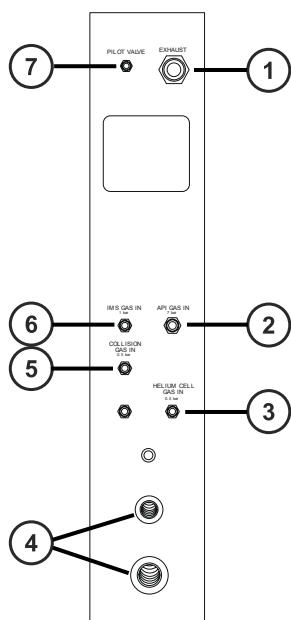 PILOT VALVE
EXHAUST
7
1
IMS GAS IN
1 bar
API GAS IN
7 bar
6
2
COLLISION
GAS IN
0.5 bar
5
HELIUM CELL
GAS IN
0.5 bar
3
4